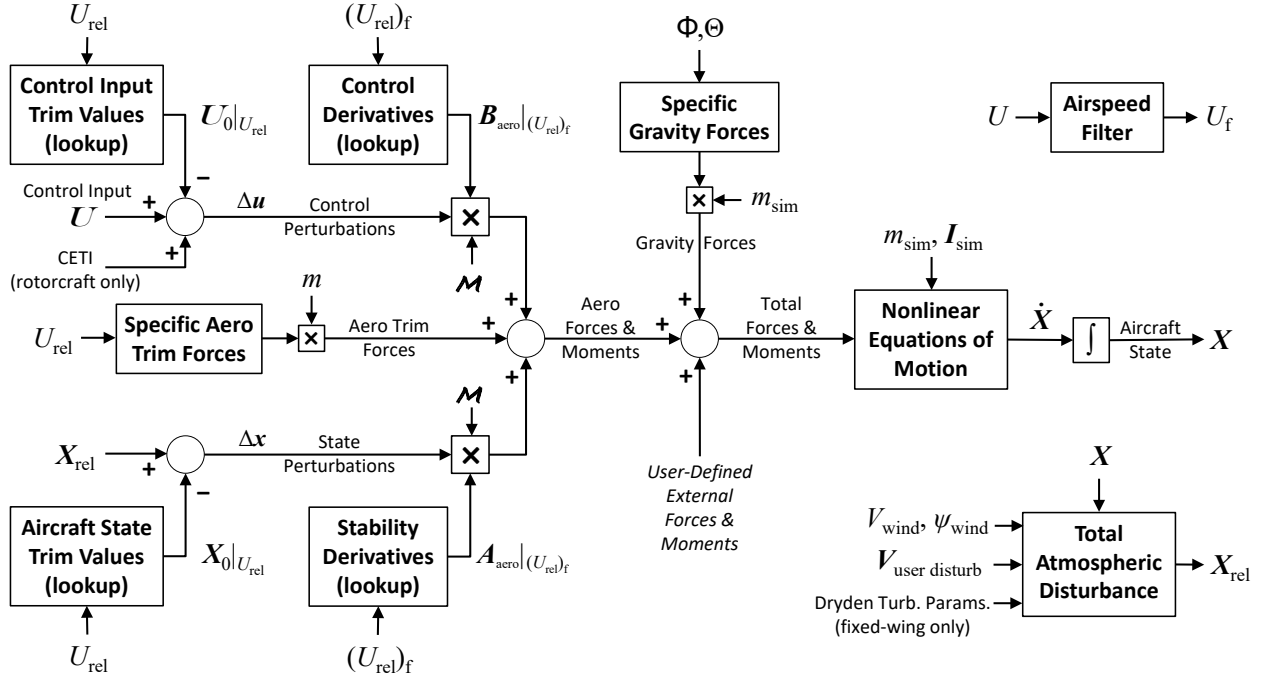 U_rel
Control Input
Trim Values
(lookup)
U_0|_U_rel
−
Control Input
U
+
+
CETI
(rotorcraft only)
(U_rel)_f
Control
Derivatives
(lookup)
B_aero|_(U_rel)_f
Δu
Control
Perturbations
×
M
U_rel
Specific Aero
Trim Forces
m
×
Aero Trim
Forces
+
+
+
X_rel
+
−
Aircraft State
Trim Values
(lookup)
X_0|_U_rel
U_rel
Δx
State
Perturbations
M
×
Stability
Derivatives
(lookup)
A_aero|_(U_rel)_f
(U_rel)_f
Aero
Forces &
Moments
Φ,Θ
Specific
Gravity Forces
×
m_sim
Gravity Forces
+
+
+
User-Defined
External
Forces &
Moments
Total
Forces &
Moments
m_sim, I_sim
Nonlinear
Equations of
Motion
Ẋ
∫
Aircraft
State
X
U
Airspeed
Filter
U_f
X
V_wind, ψ_wind
V_user disturb
Dryden Turb. Params.
(fixed-wing only)
Total
Atmospheric
Disturbance
X_rel